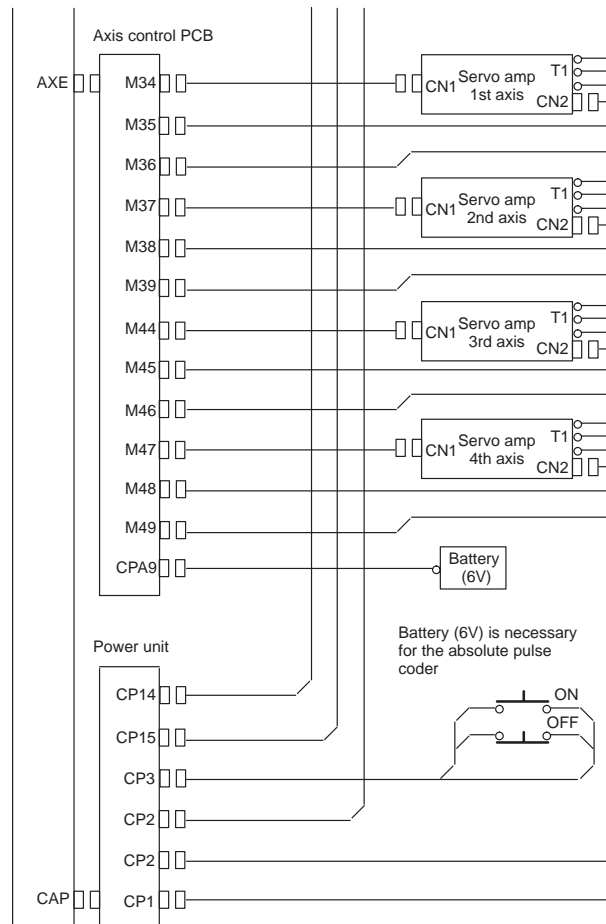 Axis control PCB
AXE
M34
CN1
Servo amp
1st axis
T1
CN2
M35
M36
M37
CN1
Servo amp
2nd axis
T1
CN2
M38
M39
M44
CN1
Servo amp
3rd axis
T1
CN2
M45
M46
M47
CN1
Servo amp
4th axis
T1
CN2
M48
M49
CPA9
Battery
(6V)
Battery (6V) is necessary
for the absolute pulse
coder
Power unit
CP14
ON
CP15
OFF
CP3
CP2
CP2
CAP
CP1